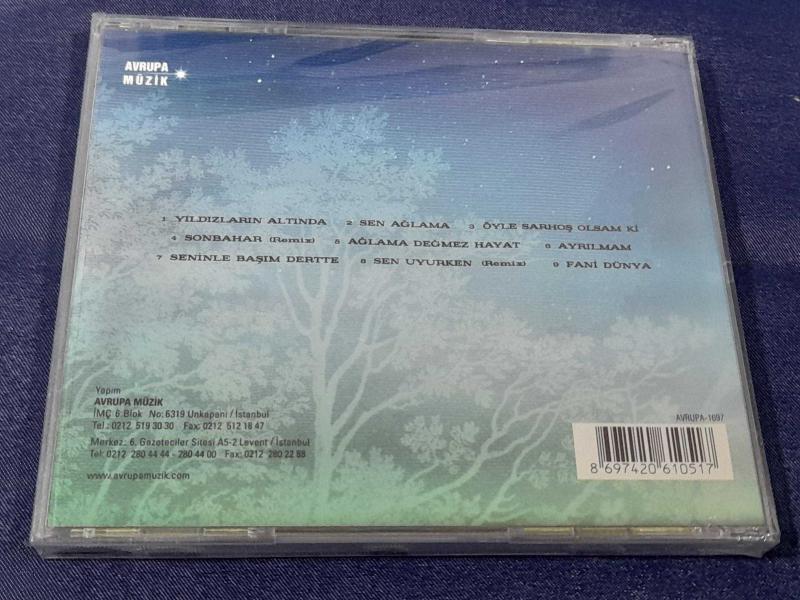 AVRUPA
MÜZİK
1 YILDIZLARIN ALTINDA 2 SEN AĞLAMA 3 ÖYLE SARHOŞ OLSAM Kİ
4 SONBAHAR (Remix) 5 AĞLAMA DEĞMEZ HAYAT 6 AYRILMAM
7 SENİNLE BAŞIM DERTTE 8 SEN UYURKEN (Remix) 9 FANİ DÜNYA
Yapım
AVRUPA MÜZİK
İMÇ 6.Blok No: 6319 Unkapanı / İstanbul
Tel.: 0212 519 30 30 Fax: 0212 512 18 47
Merkez: 6. Gazeteciler Sitesi A5-2 Levent / İstanbul
Tel: 0212 280 44 44 - 280 44 00 Fax: 0212 280 22 88
www.avrupamuzik.com
AVRUPA-1697
8 697420 610517